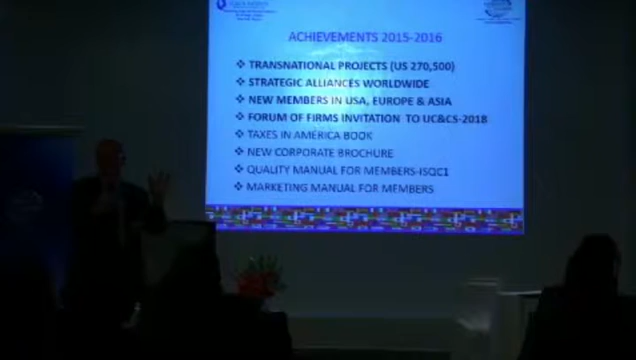 ACHIEVEMENTS 2015-2016
❖ TRANSNATIONAL PROJECTS (US 270,500)
❖ STRATEGIC ALLIANCES WORLDWIDE
❖ NEW MEMBERS IN USA, EUROPE & ASIA
❖ FORUM OF FIRMS INVITATION TO UC&CS-2018
❖ TAXES IN AMERICA BOOK
❖ NEW CORPORATE BROCHURE
❖ QUALITY MANUAL FOR MEMBERS-ISQC1
❖ MARKETING MANUAL FOR MEMBERS